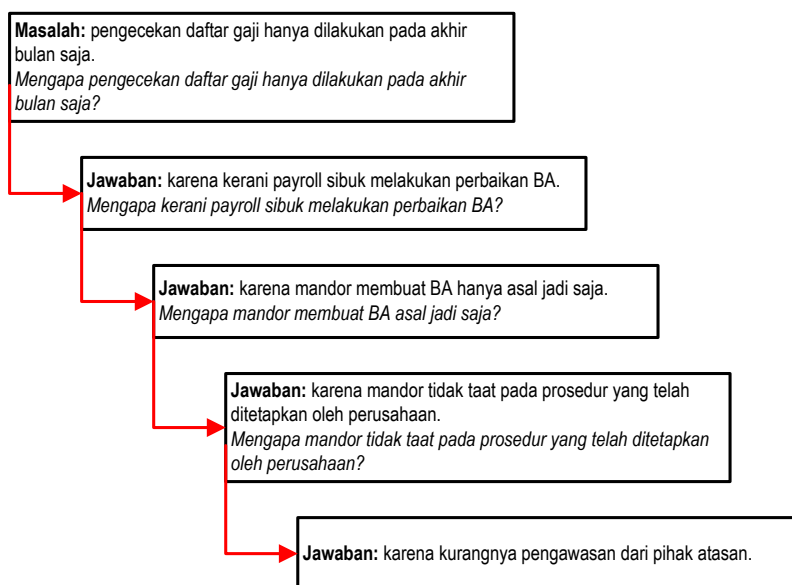 Masalah: pengecekan daftar gaji hanya dilakukan pada akhir
bulan saja.
Mengapa pengecekan daftar gaji hanya dilakukan pada akhir
bulan saja?
Jawaban: karena kerani payroll sibuk melakukan perbaikan BA.
Mengapa kerani payroll sibuk melakukan perbaikan BA?
Jawaban: karena mandor membuat BA hanya asal jadi saja.
Mengapa mandor membuat BA asal jadi saja?
Jawaban: karena mandor tidak taat pada prosedur yang telah
ditetapkan oleh perusahaan.
Mengapa mandor tidak taat pada prosedur yang telah ditetapkan
oleh perusahaan?
Jawaban: karena kurangnya pengawasan dari pihak atasan.